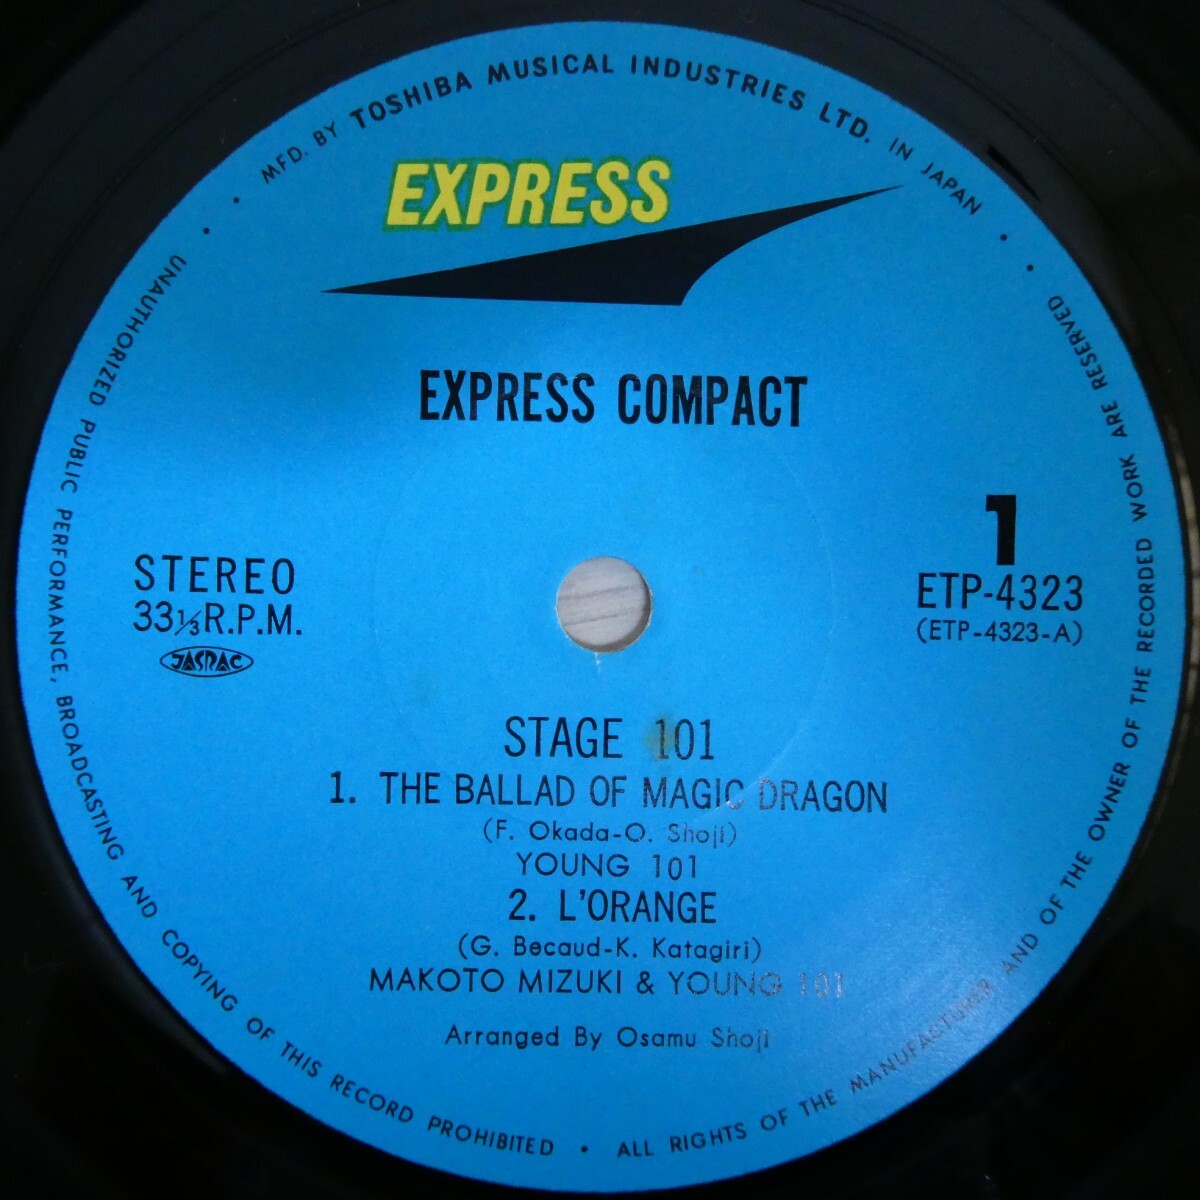 MFD. BY TOSHIBA MUSICAL INDUSTRIES LTD. IN JAPAN
EXPRESS
EXPRESS COMPACT
1
STEREO
33⅓ R.P.M.
JASRAC
ETP-4323
(ETP-4323-A)
STAGE 101
1. THE BALLAD OF MAGIC DRAGON
(F. Okada-O. Shoji)
YOUNG 101
2. L'ORANGE
(G. Becaud-K. Katagiri)
MAKOTO MIZUKI & YOUNG 101
Arranged By Osamu Shoji
UNAUTHORIZED PUBLIC PERFORMANCE, BROADCASTING AND COPYING OF THIS RECORD PROHIBITED • ALL RIGHTS OF THE MANUFACTURER AND OF THE OWNER OF THE RECORDED WORK ARE RESERVED